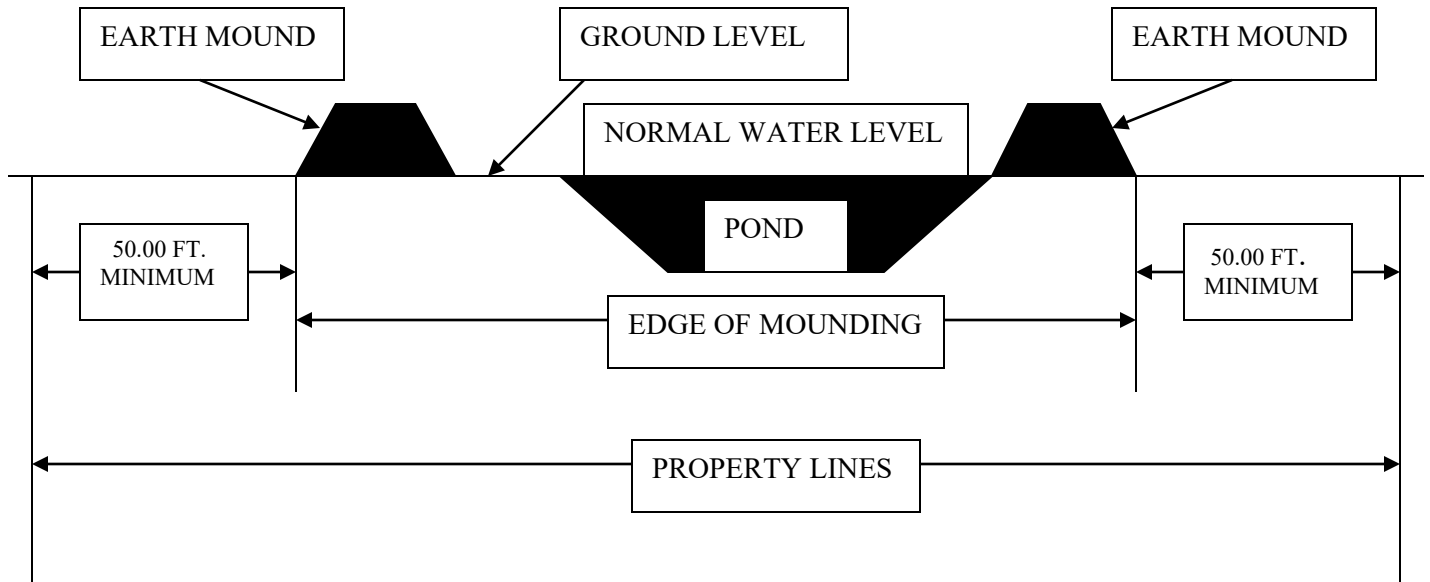 EARTH MOUND
GROUND LEVEL
EARTH MOUND
NORMAL WATER LEVEL
POND
50.00 FT.
MINIMUM
50.00 FT.
MINIMUM
EDGE OF MOUNDING
PROPERTY LINES